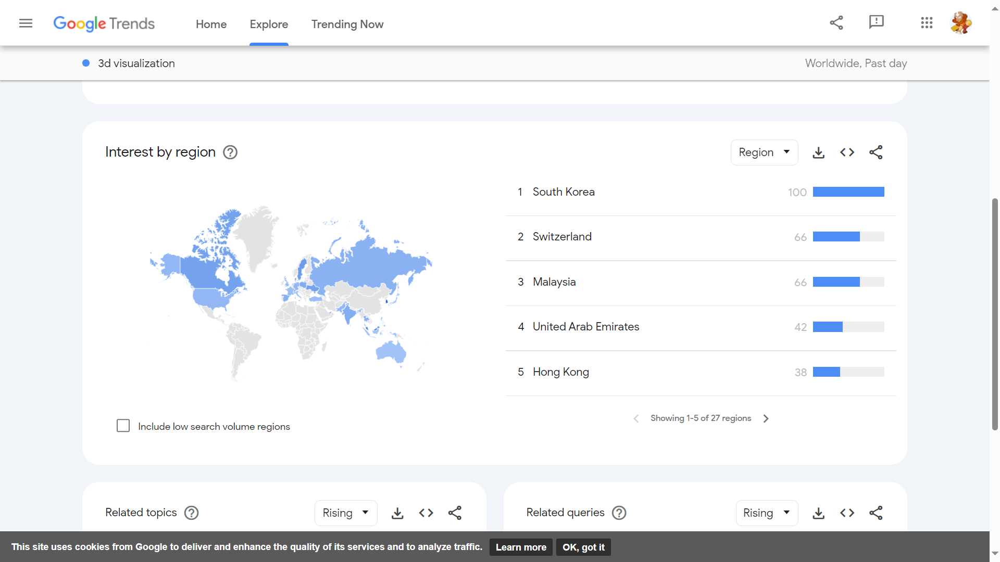 Google Trends
Home
Explore
Trending Now
3d visualization
Worldwide, Past day
Interest by region
Region
1 South Korea 100
2 Switzerland 66
3 Malaysia 66
4 United Arab Emirates 42
5 Hong Kong 38
Showing 1-5 of 27 regions
Include low search volume regions
Related topics
Rising
Related queries
Rising
This site uses cookies from Google to deliver and enhance the quality of its services and to analyze traffic.
Learn more
OK, got it